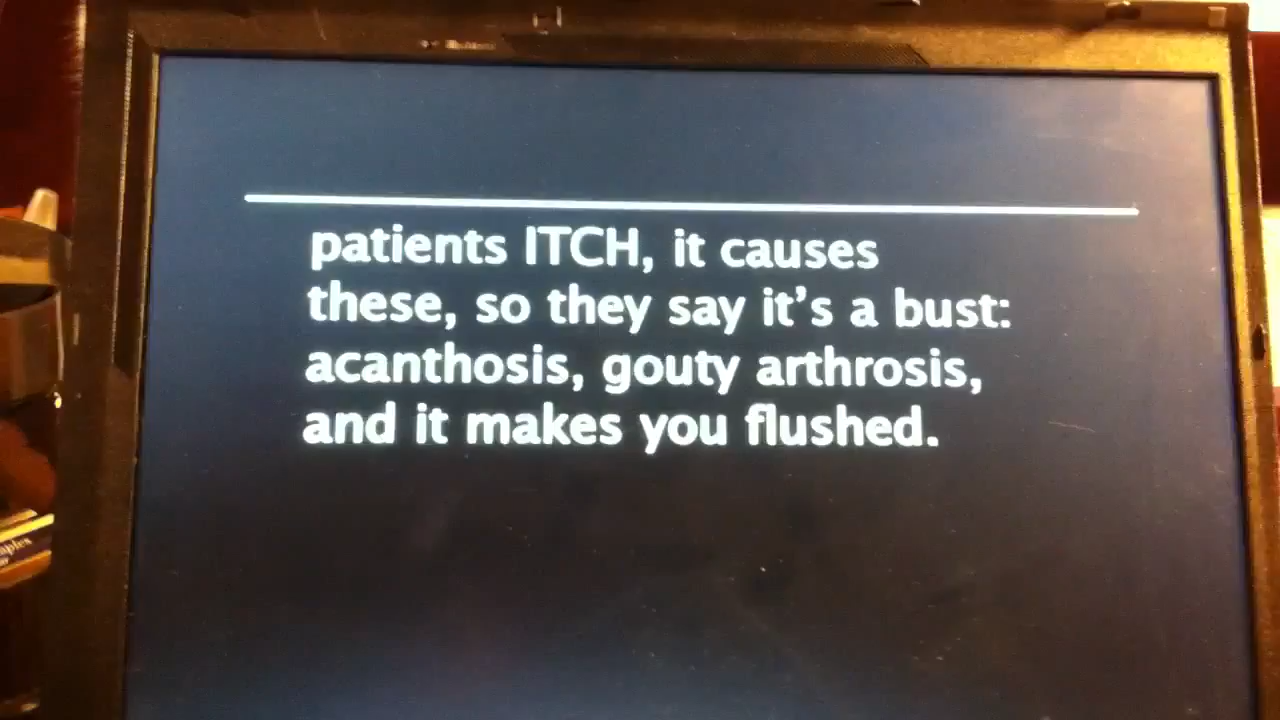 patients ITCH, it causes
these, so they say it's a bust:
acanthosis, gouty arthrosis,
and it makes you flushed.